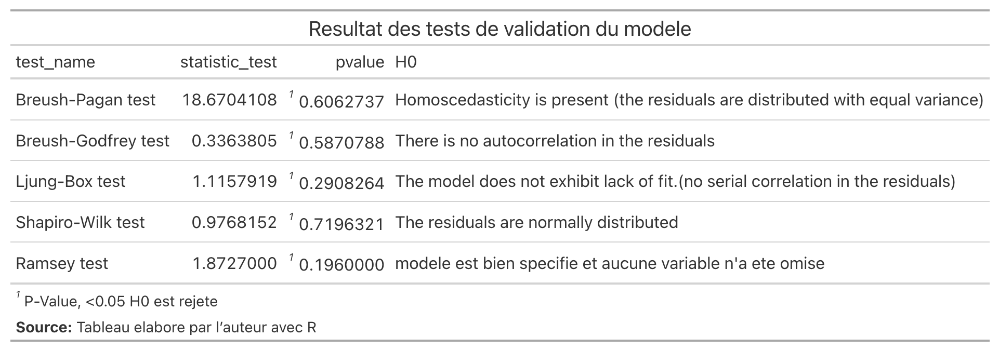 Resultat des tests de validation du modele
test_name statistic_test pvalue H0
Breush-Pagan test 18.6704108 1 0.6062737 Homoscedasticity is present (the residuals are distributed with equal variance)
Breush-Godfrey test 0.3363805 1 0.5870788 There is no autocorrelation in the residuals
Ljung-Box test 1.1157919 1 0.2908264 The model does not exhibit lack of fit.(no serial correlation in the residuals)
Shapiro-Wilk test 0.9768152 1 0.7196321 The residuals are normally distributed
Ramsey test 1.8727000 1 0.1960000 modele est bien specifie et aucune variable n'a ete omise
1 P-Value, <0.05 H0 est rejete
Source: Tableau elabore par l’auteur avec R